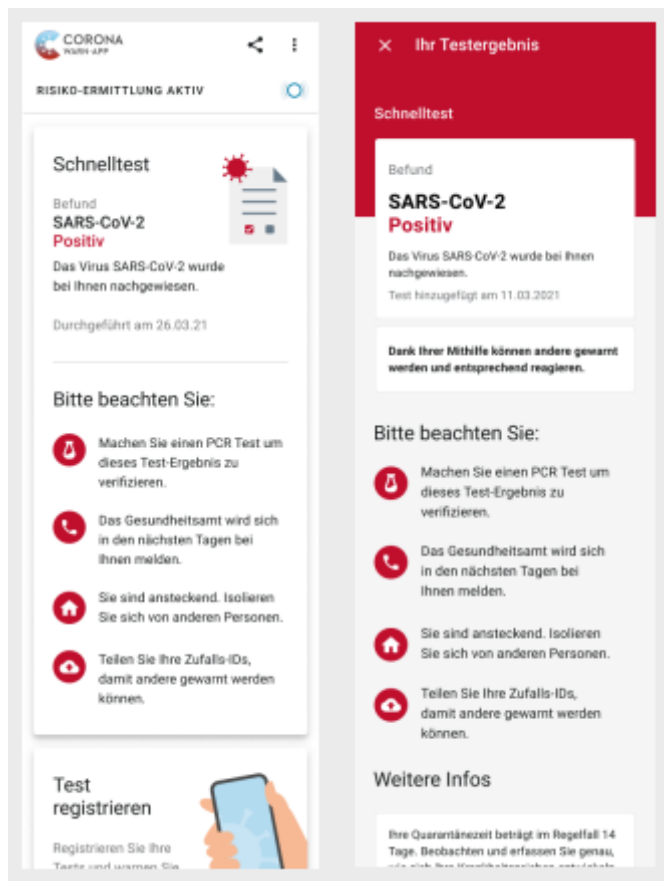 CORONA
WARN-APP
RISIKO-ERMITTLUNG AKTIV
Schnelltest
Befund
SARS-CoV-2
Positiv
Das Virus SARS-CoV-2 wurde
bei Ihnen nachgewiesen.
Durchgeführt am 26.03.21
Bitte beachten Sie:
Machen Sie einen PCR Test um
dieses Test-Ergebnis zu
verifizieren.
Das Gesundheitsamt wird sich
in den nächsten Tagen bei
Ihnen melden.
Sie sind ansteckend. Isolieren
Sie sich von anderen Personen.
Teilen Sie Ihre Zufalls-IDs,
damit andere gewarnt werden
können.
Test
registrieren
Registrieren Sie Ihre
Tests und warnen Sie
Ihr Testergebnis
Schnelltest
Befund
SARS-CoV-2
Positiv
Das Virus SARS-CoV-2 wurde bei Ihnen
nachgewiesen.
Test hinzugefügt am 11.03.2021
Dank Ihrer Mithilfe können andere gewarnt
werden und entsprechend reagieren.
Bitte beachten Sie:
Machen Sie einen PCR Test um
dieses Test-Ergebnis zu
verifizieren.
Das Gesundheitsamt wird sich
in den nächsten Tagen bei
Ihnen melden.
Sie sind ansteckend. Isolieren
Sie sich von anderen Personen.
Teilen Sie Ihre Zufalls-IDs,
damit andere gewarnt werden
können.
Weitere Infos
Ihre Quarantänezeit beträgt im Regelfall 14
Tage. Beobachten und erfassen Sie genau,